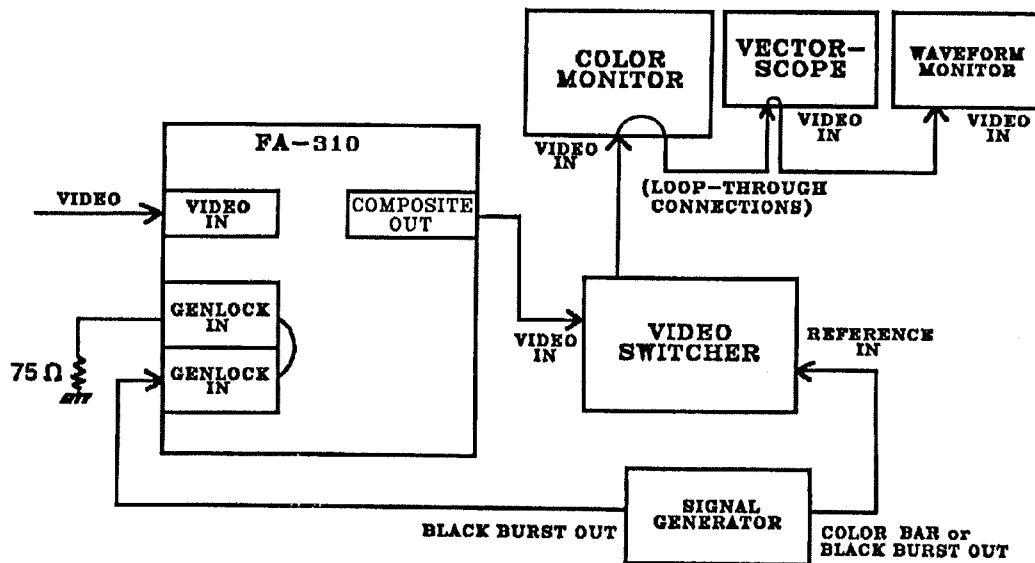 COLOR
MONITOR
VECTOR-
SCOPE
WAVEFORM
MONITOR
VIDEO
IN
VIDEO
IN
VIDEO
IN
(LOOP-THROUGH
CONNECTIONS)
FA-310
VIDEO
VIDEO
IN
COMPOSITE
OUT
GENLOCK
IN
GENLOCK
IN
75Ω
VIDEO
IN
VIDEO
SWITCHER
REFERENCE
IN
SIGNAL
GENERATOR
BLACK BURST OUT
COLOR BAR or
BLACK BURST OUT